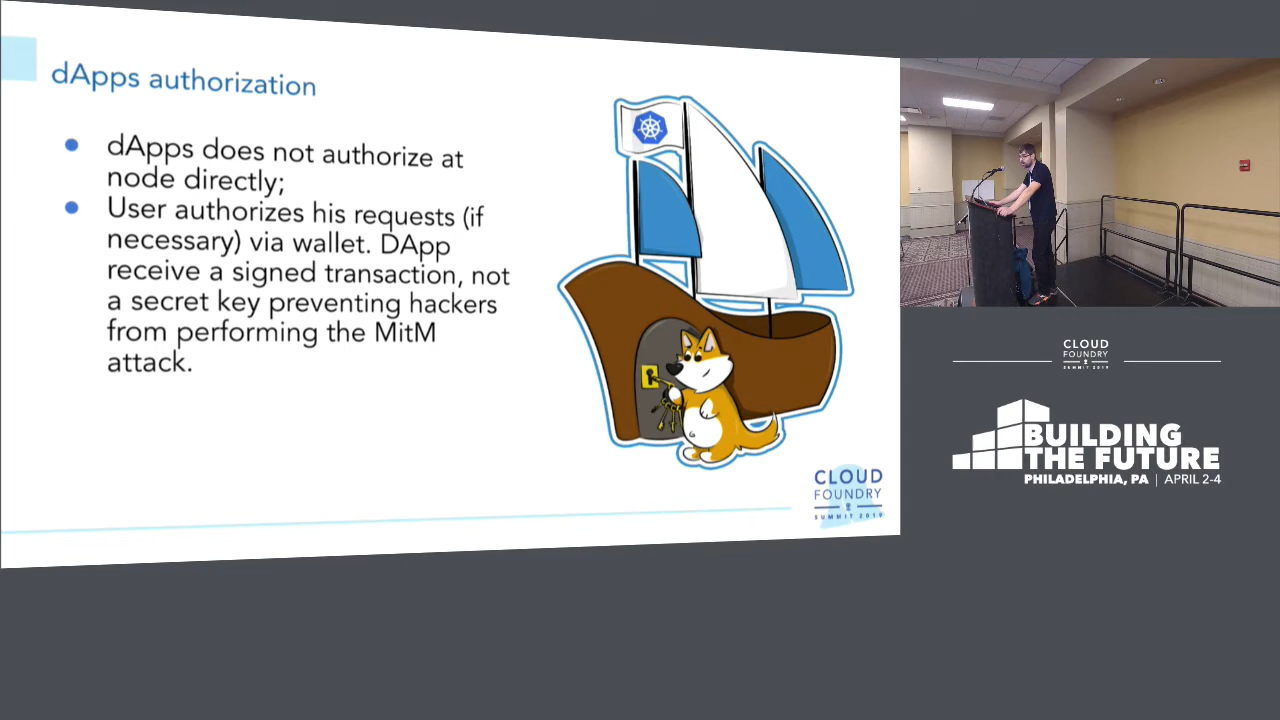 dApps authorization
dApps does not authorize at
node directly;
User authorizes his requests (if
necessary) via wallet. DApp
receive a signed transaction, not
a secret key preventing hackers
from performing the MitM
attack.
CLOUD
FOUNDRY
SUMMIT 2019
CLOUD
FOUNDRY
SUMMIT 2019
BUILDING
THE FUTURE
PHILADELPHIA, PA | APRIL 2-4